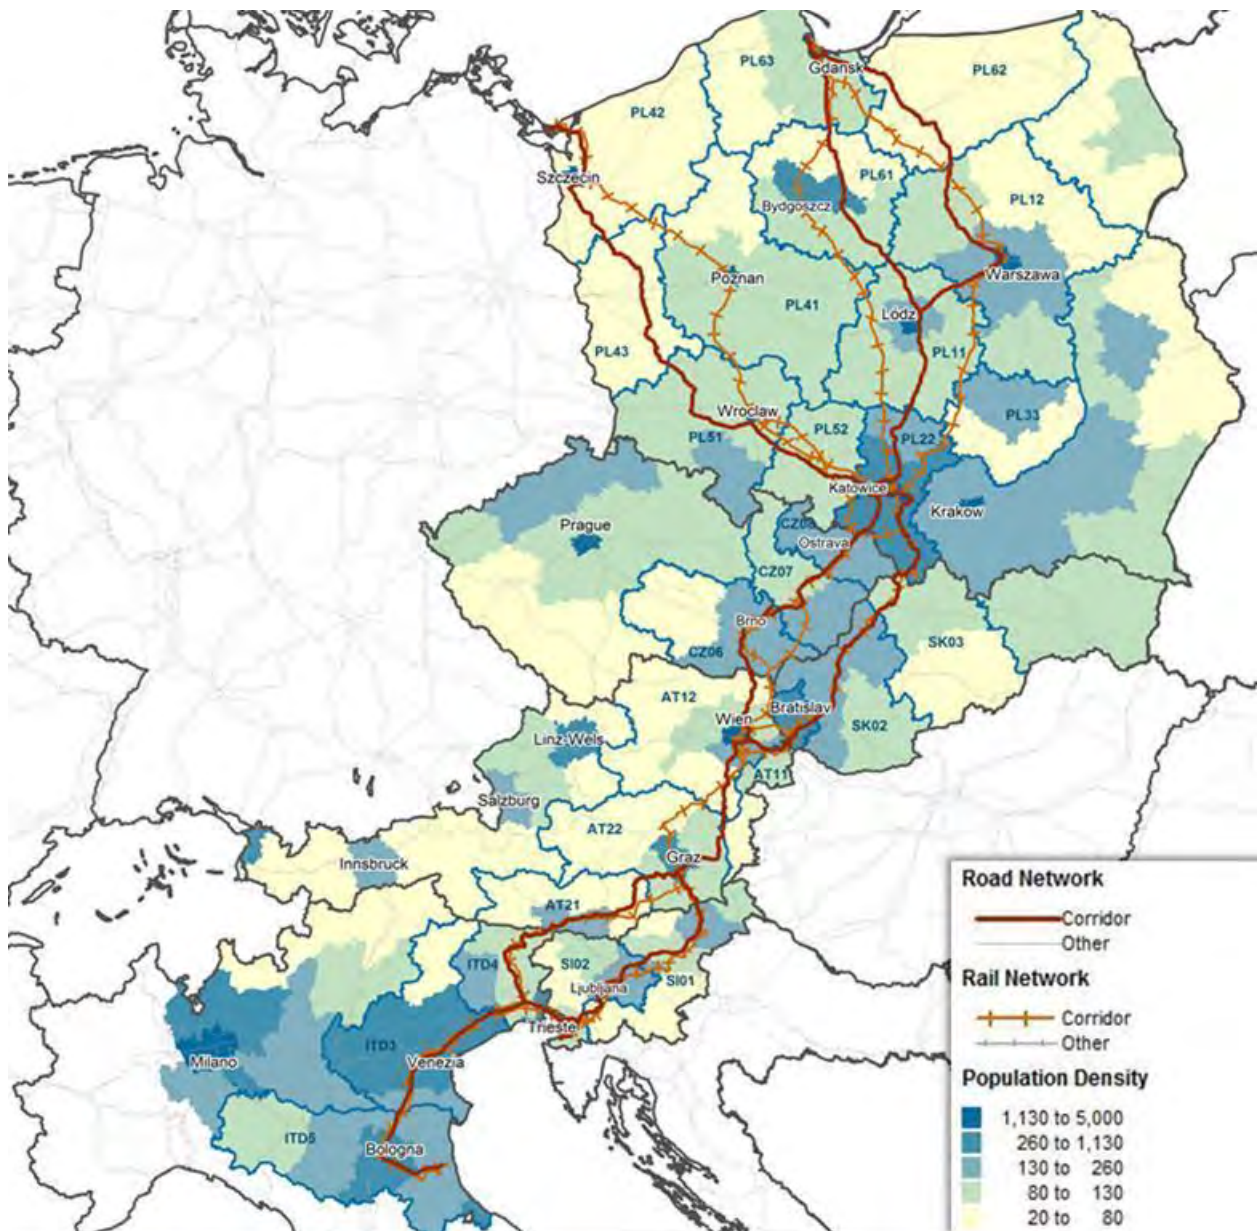 PL63
Gdańsk
PL62
PL42
Szczecin
PL61
PL12
Bydgoszcz
Warszawa
Poznan
PL41
Lódz
PL43
PL11
Wroclaw
PL33
PL51
PL52
PL22
Katowice
Krakow
Prague
Ostrava
CZ07
Brno
SK03
CZ06
AT12
Wien
Bratislav
SK02
Linz-Wels
AT11
Salzburg
AT22
Innsbruck
Graz
AT21
ITD4
SI02
Ljubljana
SI01
Trieste
ITD3
Venezia
Milano
ITD5
Bologna
Road Network
Corridor
Other
Rail Network
Corridor
Other
Population Density
1,130 to 5,000
260 to 1,130
130 to 260
80 to 130
20 to 80